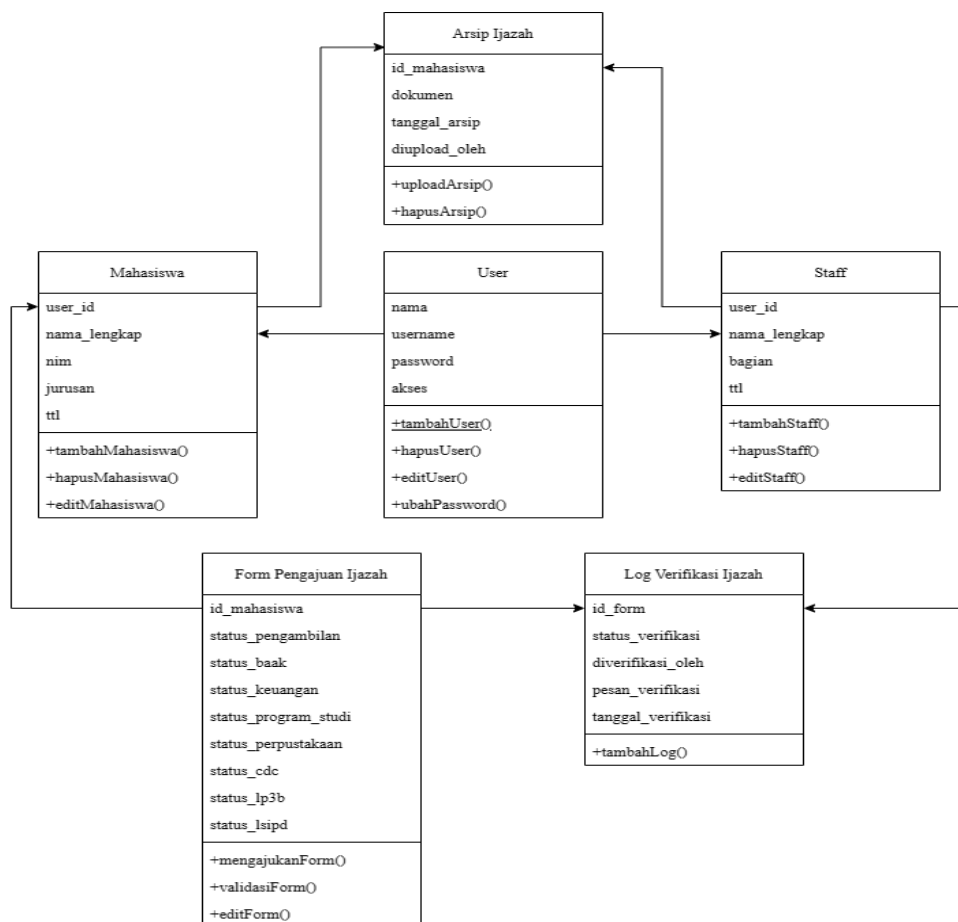 Arsip Ijazah
id_mahasiswa
dokumen
tanggal_arsip
diupload_oleh
+uploadArsip()
+hapusArsip()
Mahasiswa
user_id
nama_lengkap
nim
jurusan
ttl
+tambahMahasiswa()
+hapusMahasiswa()
+editMahasiswa()
User
nama
username
password
akses
+tambahUser()
+hapusUser()
+editUser()
+ubahPassword()
Staff
user_id
nama_lengkap
bagian
ttl
+tambahStaff()
+hapusStaff()
+editStaff()
Form Pengajuan Ijazah
id_mahasiswa
status_pengambilan
status_baak
status_keuangan
status_program_studi
status_perpustakaan
status_cdc
status_lp3b
status_lsipd
+mengajukanForm()
+validasiForm()
+editForm()
Log Verifikasi Ijazah
id_form
status_verifikasi
diverifikasi_oleh
pesan_verifikasi
tanggal_verifikasi
+tambahLog()